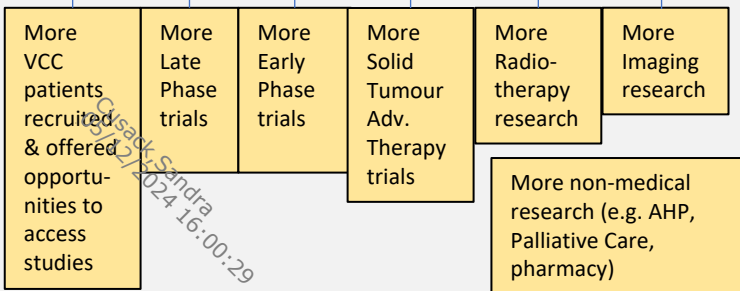 More
VCC
patients
recruited
& offered
opportu-
nities to
access
studies
More
Late
Phase
trials
More
Early
Phase
trials
More
Solid
Tumour
Adv.
Therapy
trials
More
Radio-
therapy
research
More
Imaging
research
More non-medical
research (e.g. AHP,
Palliative Care,
pharmacy)
Cusack, Sandra
05/12/2024 16:00:29